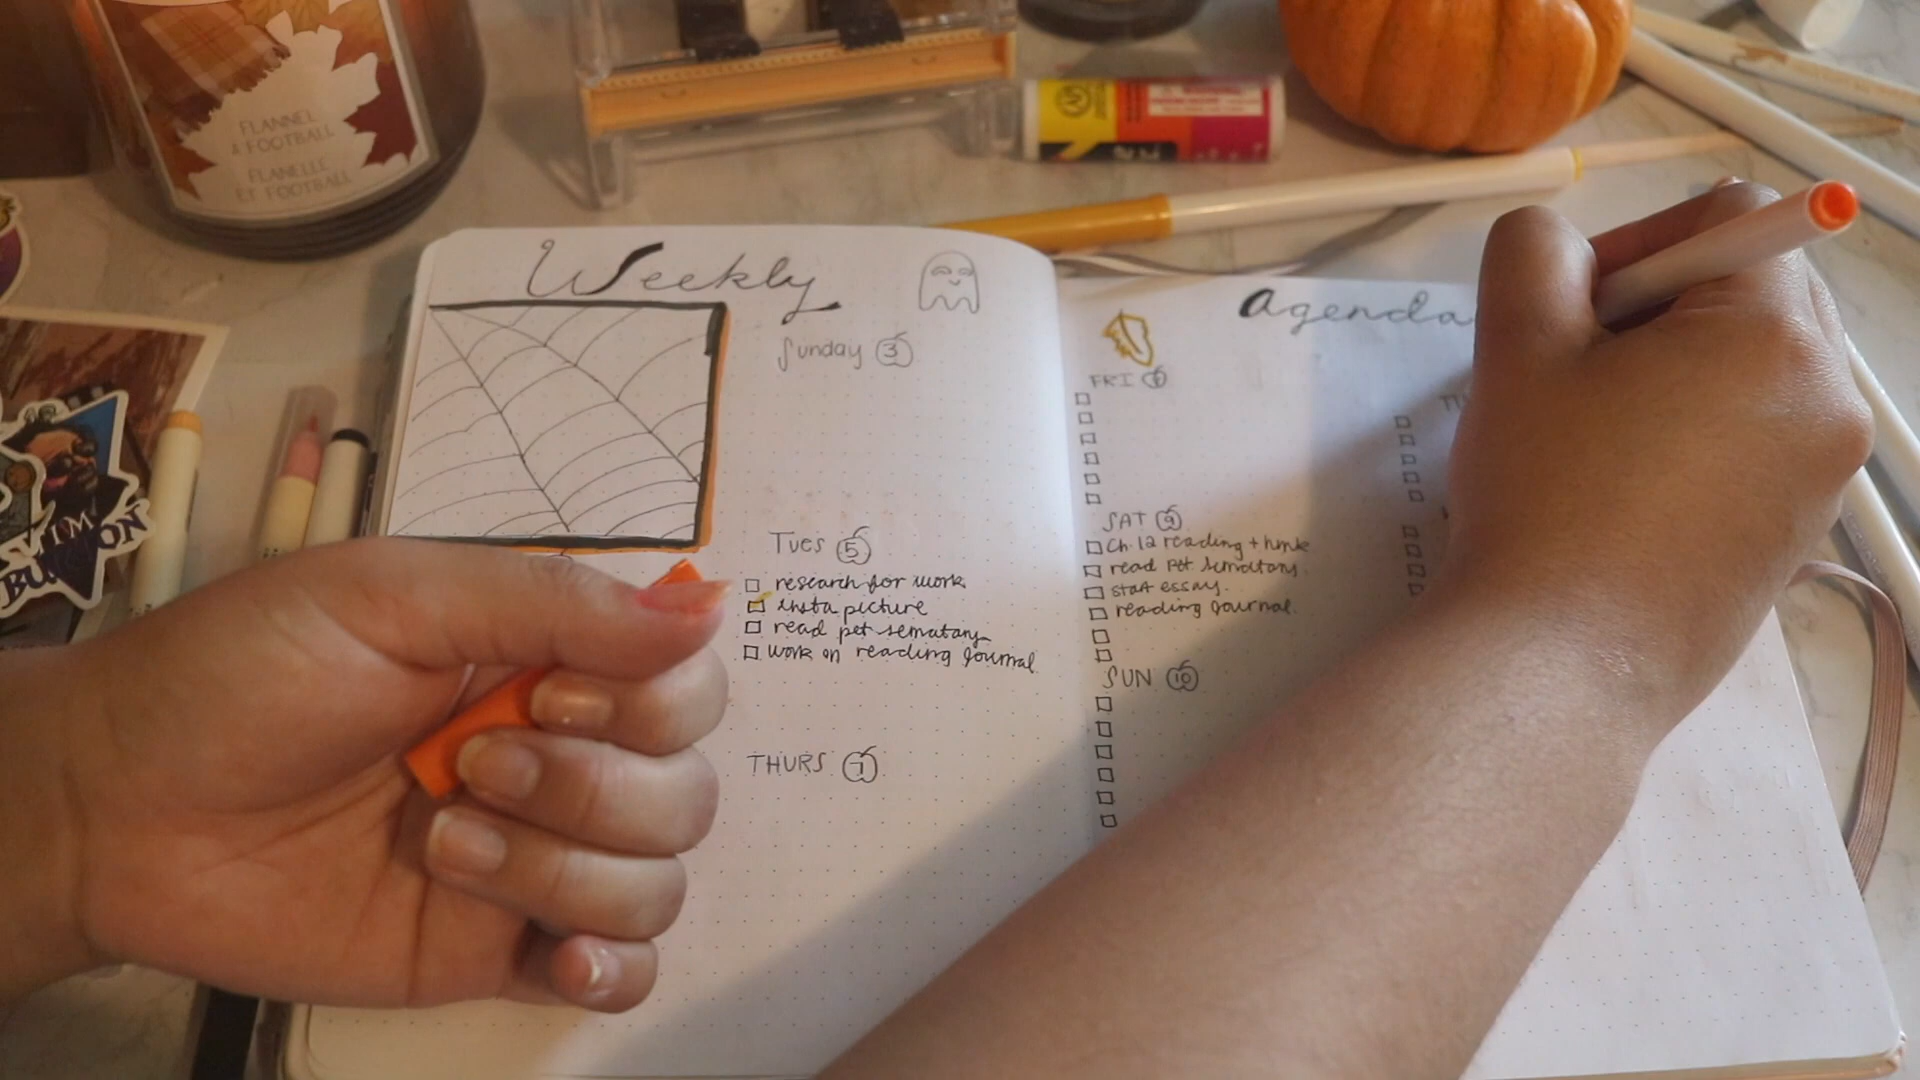 FLANNEL
& FOOTBALL
FLANELLE
ET FOOTBALL
I'M
Weekly
Sunday 3
Tues 5
research for work
insta picture
read pet sematary
work on reading journal
THURS 7
Agenda
FRI
SAT 9
Ch. 12 reading + hmk
read pet sematary.
start essay.
reading journal.
SUN 10